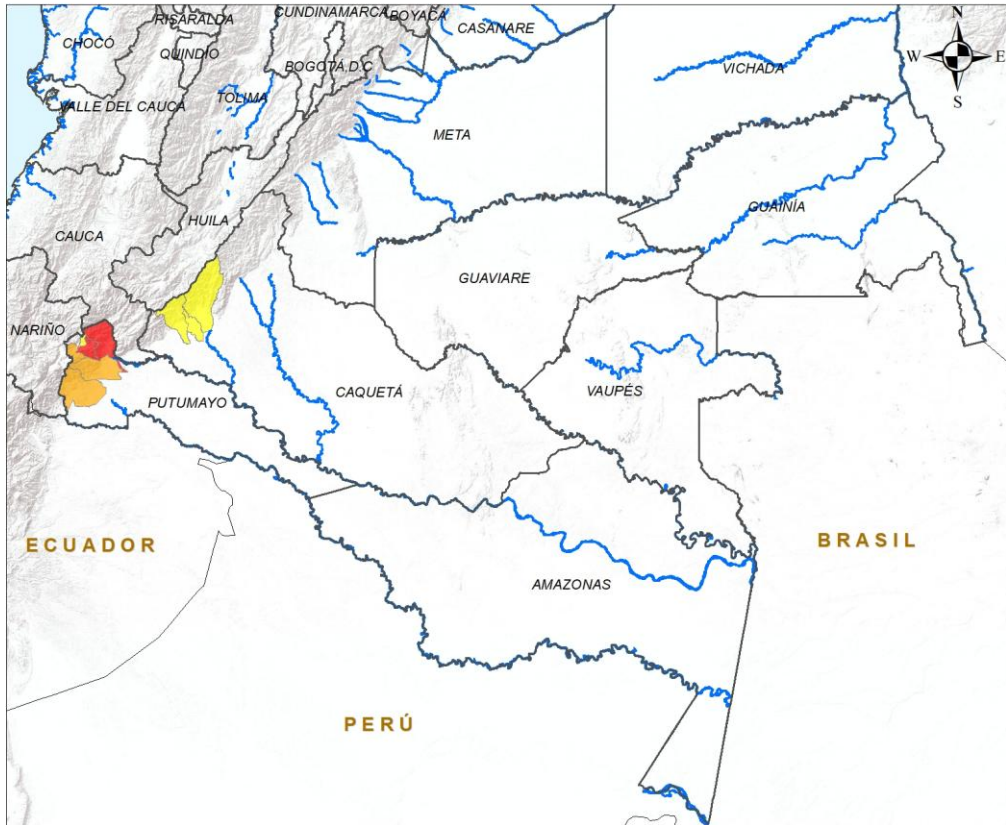 RISARALDA
CUNDINAMARCA
BOYACÁ
CASANARE
CHOCÓ
QUINDÍO
BOGOTÁ D.C
VICHADA
N
W
E
S
VALLE DEL CAUCA
TOLIMA
META
HUILA
GUAINÍA
CAUCA
GUAVIARE
NARIÑO
CAQUETÁ
VAUPÉS
PUTUMAYO
ECUADOR
BRASIL
AMAZONAS
PERÚ